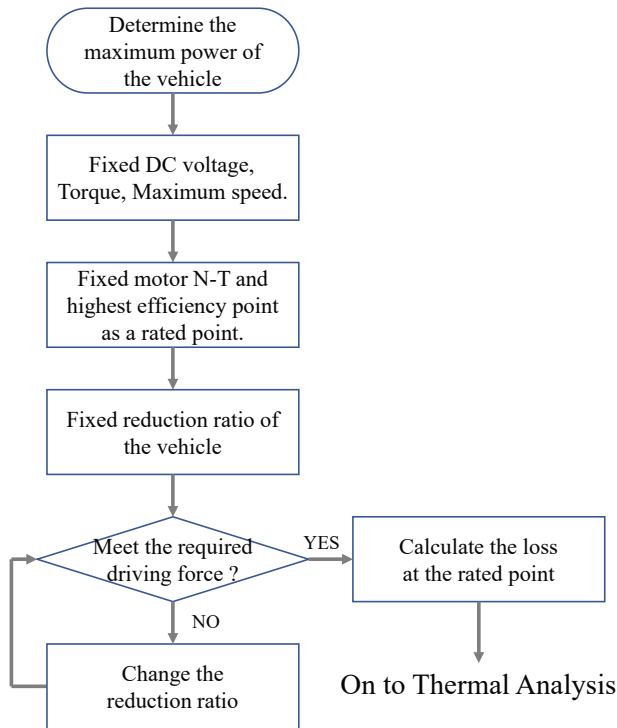 Determine the
maximum power of
the vehicle
Fixed DC voltage,
Torque, Maximum speed.
Fixed motor N-T and
highest efficiency point
as a rated point.
Fixed reduction ratio of
the vehicle
Meet the required
driving force ?
YES
Calculate the loss
at the rated point
NO
Change the
reduction ratio
On to Thermal Analysis